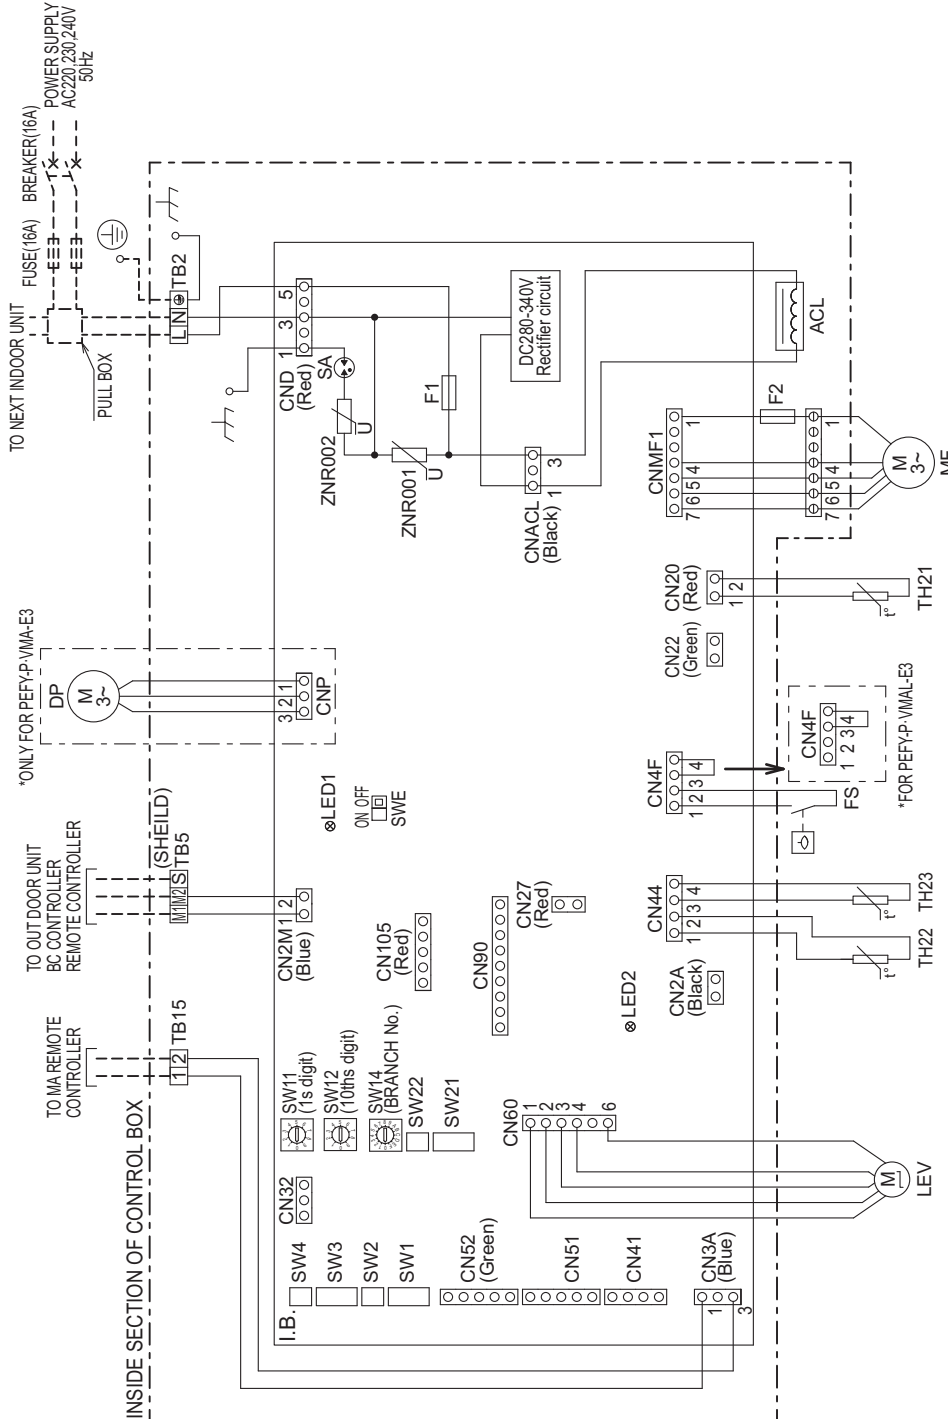 TO NEXT INDOOR UNIT
PULL BOX
FUSE(16A)
BREAKER(16A)
POWER SUPPLY
AC220,230,240V
50Hz
TB2
L N
INSIDE SECTION OF CONTROL BOX
TO MA REMOTE
CONTROLLER
1 2 TB15
TO OUT DOOR UNIT
BC CONTROLLER
REMOTE CONTROLLER
(SHEILD)
M1 M2 S TB5
*ONLY FOR PEFY-P·VMA-E3
DP
M
3~
3 2 1
CNP
I.B.
SW4
SW3
SW2
SW1
CN52
(Green)
CN51
CN41
CN3A
(Blue)
1
3
CN32
SW11
(1s digit)
SW12
(10ths digit)
SW14
(BRANCH No.)
SW22
SW21
CN60
1
2
3
4
6
M
LEV
CN2M
(Blue)
1 2
CN105
(Red)
CN90
CN27
(Red)
LED1
ON OFF
SWE
LED2
CN2A
(Black)
CN44
1 2 3 4
t°
TH22
t°
TH23
CN4F
1 2 3 4
FS
CN4F
1 2 3 4
*FOR PEFY-P·VMAL-E3
CN22
(Green)
CN20
(Red)
1 2
t°
TH21
CND
(Red)
1 3 5
SA
ZNR002
U
ZNR001
U
F1
DC280-340V
Rectifier circuit
CNACL
(Black)
1 3
ACL
CNMF1
7 6 5 4 1
F2
7 6 5 4 1
M
3~
MF